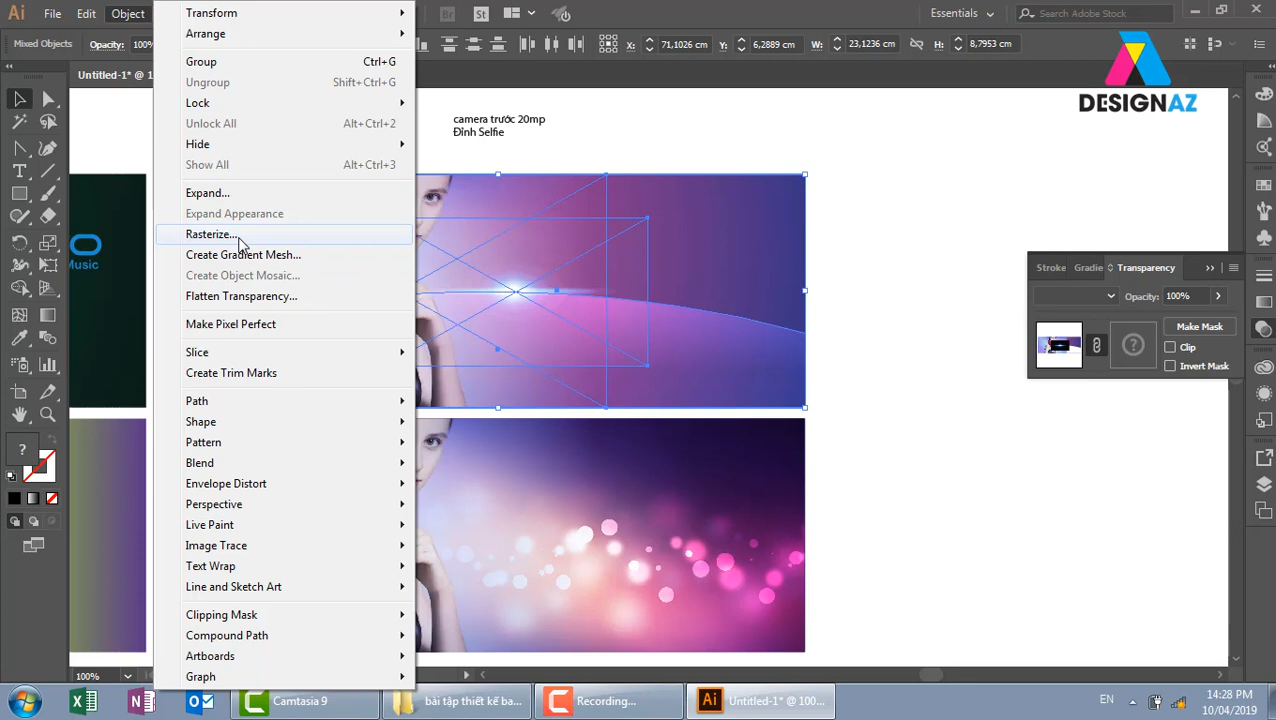 Ai File Edit Object Br St Essentials Search Adobe Stock
Mixed Objects Opacity: 100% X: 71,1026 cm Y: 6,2889 cm W: 23,1236 cm H: 8,7953 cm
Untitled-1* @ 1
Transform
Arrange
Group Ctrl+G
Ungroup Shift+Ctrl+G
Lock
Unlock All Alt+Ctrl+2
Hide
Show All Alt+Ctrl+3
Expand...
Expand Appearance
Rasterize...
Create Gradient Mesh...
Create Object Mosaic...
Flatten Transparency...
Make Pixel Perfect
Slice
Create Trim Marks
Path
Shape
Pattern
Blend
Envelope Distort
Perspective
Live Paint
Image Trace
Text Wrap
Line and Sketch Art
Clipping Mask
Compound Path
Artboards
Graph
camera trước 20mp
Đỉnh Selfie
DESIGNAZ
Music
Stroke Gradie Transparency
Opacity: 100%
Make Mask
Clip
Invert Mask
100%
Camtasia 9 bài tập thiết kế ba... Recording... Untitled-1* @ 100... EN 14:28 PM
10/04/2019